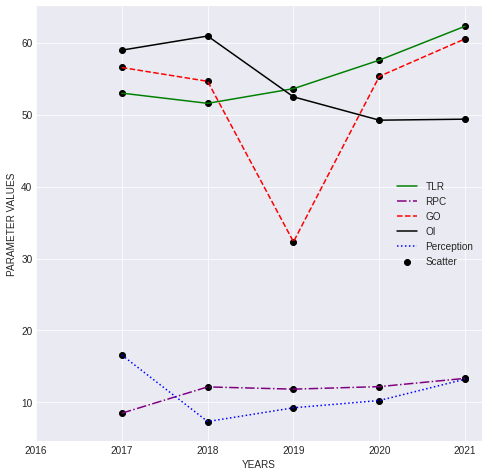 PARAMETER VALUES
60
50
40
30
20
10
2016
2017
2018
2019
2020
2021
YEARS
TLR
RPC
GO
OI
Perception
Scatter